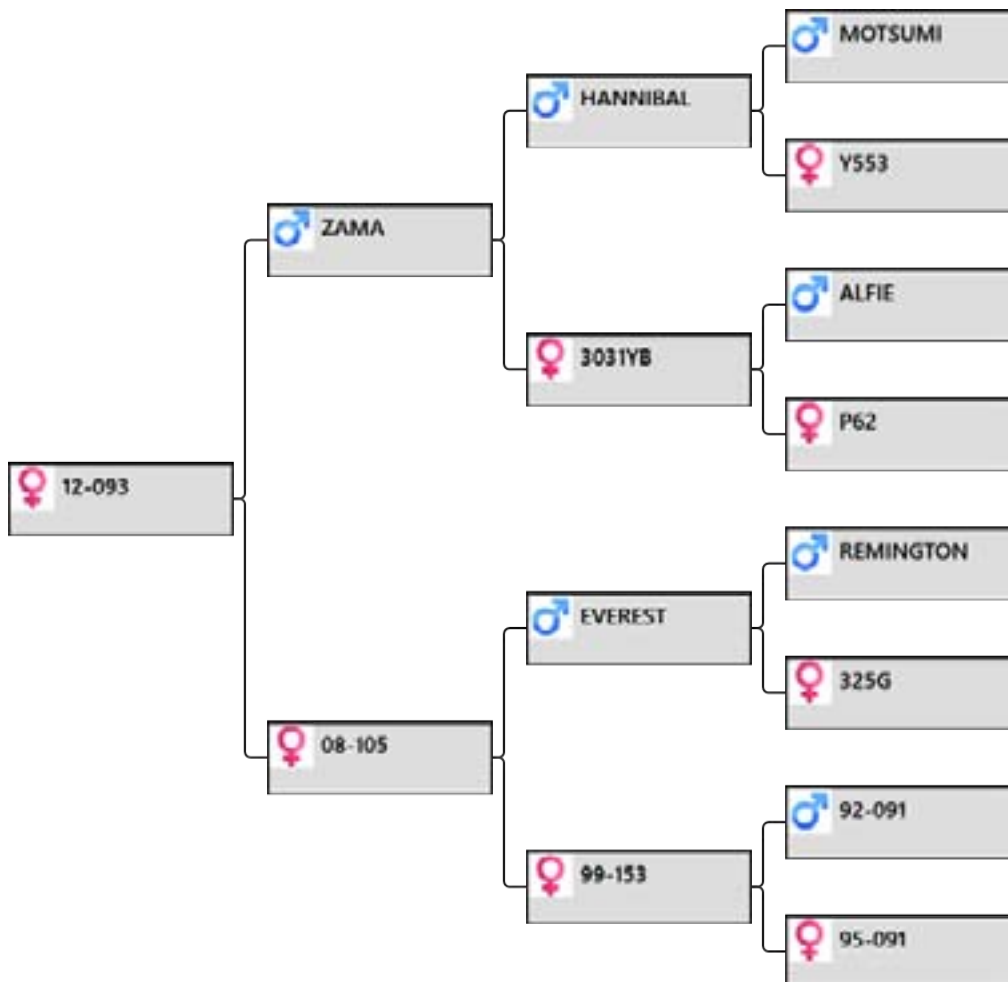 MOTSUMI
HANNIBAL
Y553
ZAMA
ALFIE
3031YB
P62
12-093
REMINGTON
EVEREST
325G
08-105
92-091
99-153
95-091